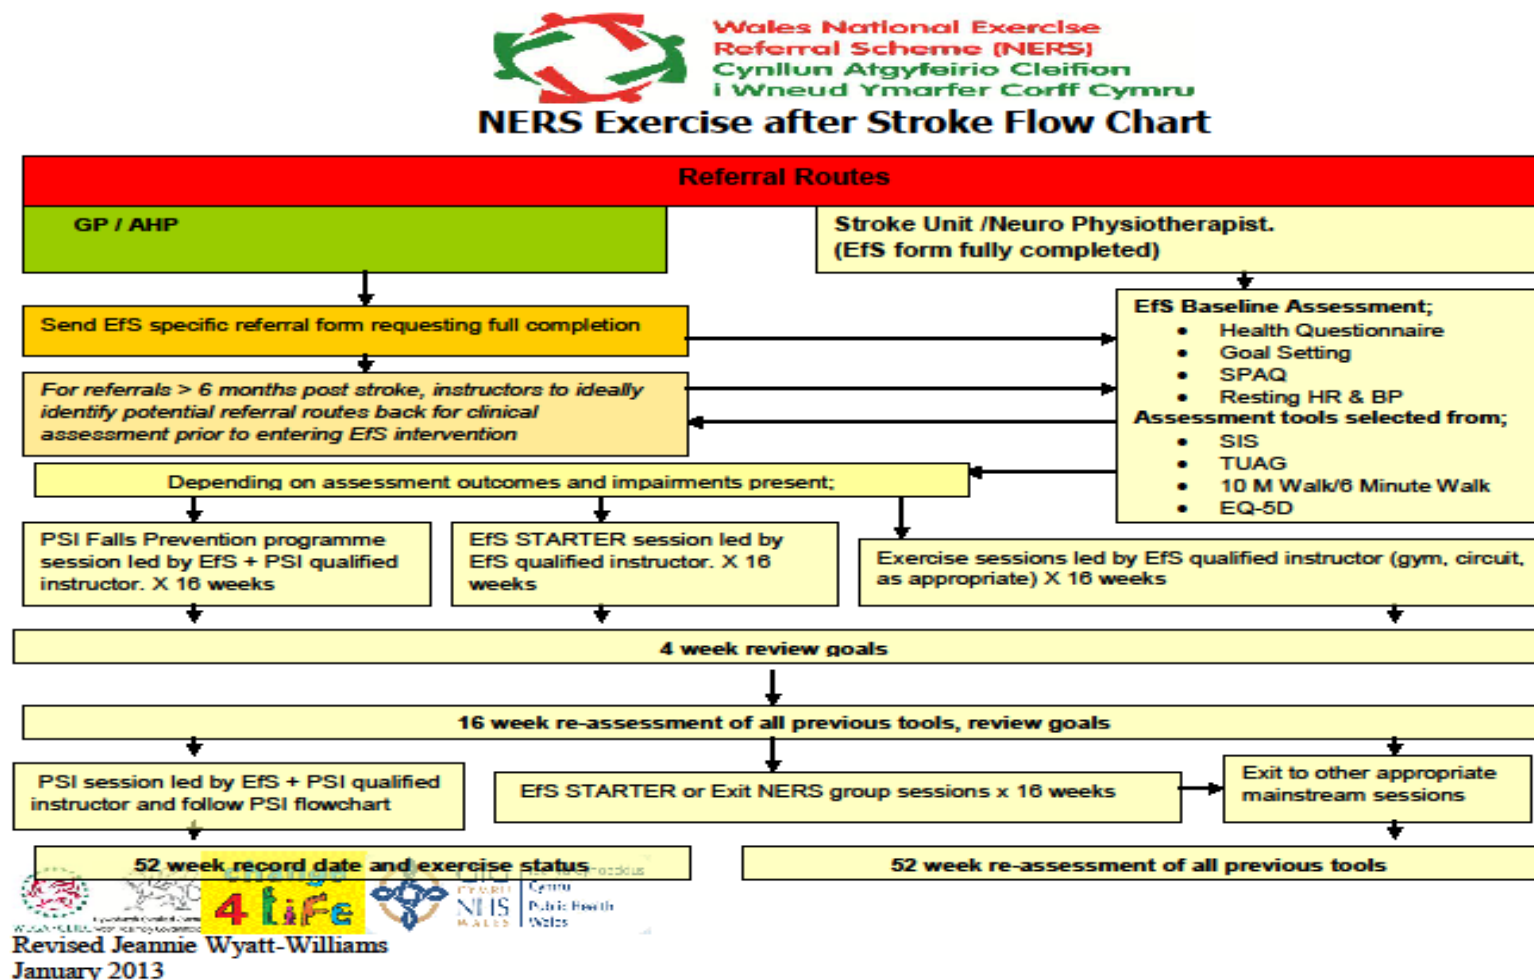 Wales National Exercise
Referral Scheme (NERS)
Cynllun Atgyfeirio Cleifion
i Wneud Ymarfer Corff Cymru
NERS Exercise after Stroke Flow Chart
Referral Routes
GP / AHP
Stroke Unit /Neuro Physiotherapist.
(EfS form fully completed)
Send EfS specific referral form requesting full completion
EfS Baseline Assessment;
• Health Questionnaire
• Goal Setting
• SPAQ
• Resting HR & BP
Assessment tools selected from;
• SIS
• TUAG
• 10 M Walk/6 Minute Walk
• EQ-5D
For referrals > 6 months post stroke, instructors to ideally
identify potential referral routes back for clinical
assessment prior to entering EfS intervention
Depending on assessment outcomes and impairments present;
PSI Falls Prevention programme
session led by EfS + PSI qualified
instructor. X 16 weeks
EfS STARTER session led by
EfS qualified instructor. X 16
weeks
Exercise sessions led by EfS qualified instructor (gym, circuit,
as appropriate) X 16 weeks
4 week review goals
16 week re-assessment of all previous tools, review goals
PSI session led by EfS + PSI qualified
instructor and follow PSI flowchart
EfS STARTER or Exit NERS group sessions x 16 weeks
Exit to other appropriate
mainstream sessions
52 week record date and exercise status
52 week re-assessment of all previous tools
change
4 LiFe
GIG
CYMRU
NHS
WALES
Cymru
Public Health
Wales
Revised Jeannie Wyatt-Williams
January 2013